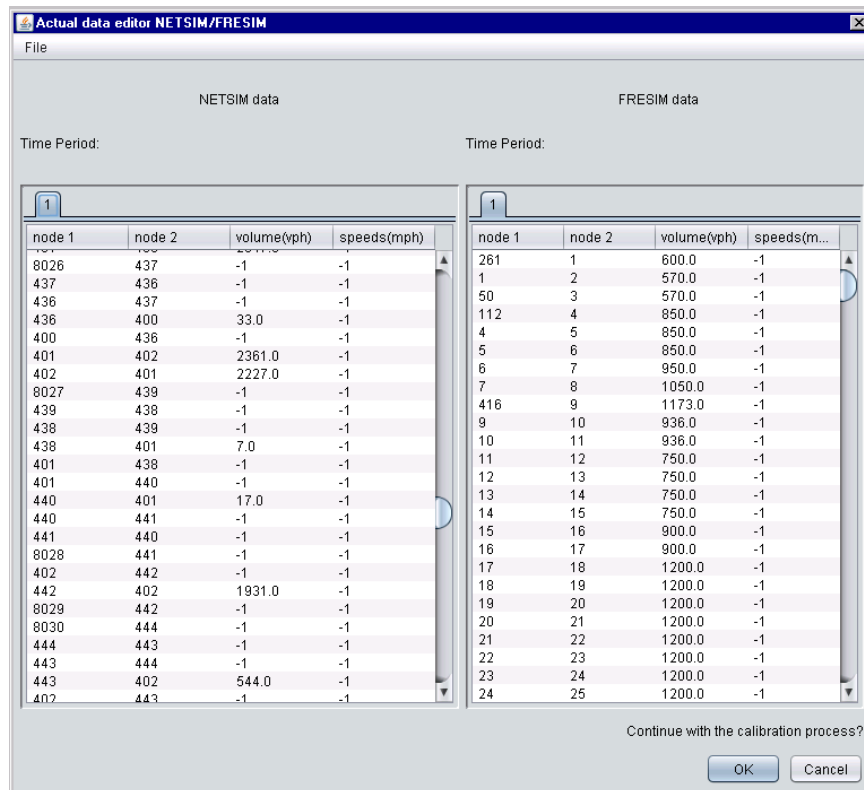 Actual data editor NETSIM/FRESIM
File
NETSIM data
Time Period:
1
node 1 node 2 volume(vph) speeds(mph)
8026 437 -1 -1
437 436 -1 -1
436 437 -1 -1
436 400 33.0 -1
400 436 -1 -1
401 402 2361.0 -1
402 401 2227.0 -1
8027 439 -1 -1
439 438 -1 -1
438 439 -1 -1
438 401 7.0 -1
401 438 -1 -1
401 440 -1 -1
440 401 17.0 -1
440 441 -1 -1
441 440 -1 -1
8028 441 -1 -1
402 442 -1 -1
442 402 1931.0 -1
8029 442 -1 -1
8030 444 -1 -1
444 443 -1 -1
443 444 -1 -1
443 402 544.0 -1
402 443 -1 -1
FRESIM data
Time Period:
1
node 1 node 2 volume(vph) speeds(m...
261 1 600.0 -1
1 2 570.0 -1
50 3 570.0 -1
112 4 850.0 -1
4 5 850.0 -1
5 6 850.0 -1
6 7 950.0 -1
7 8 1050.0 -1
416 9 1173.0 -1
9 10 936.0 -1
10 11 936.0 -1
11 12 750.0 -1
12 13 750.0 -1
13 14 750.0 -1
14 15 750.0 -1
15 16 900.0 -1
16 17 900.0 -1
17 18 1200.0 -1
18 19 1200.0 -1
19 20 1200.0 -1
20 21 1200.0 -1
21 22 1200.0 -1
22 23 1200.0 -1
23 24 1200.0 -1
24 25 1200.0 -1
Continue with the calibration process?
OK Cancel